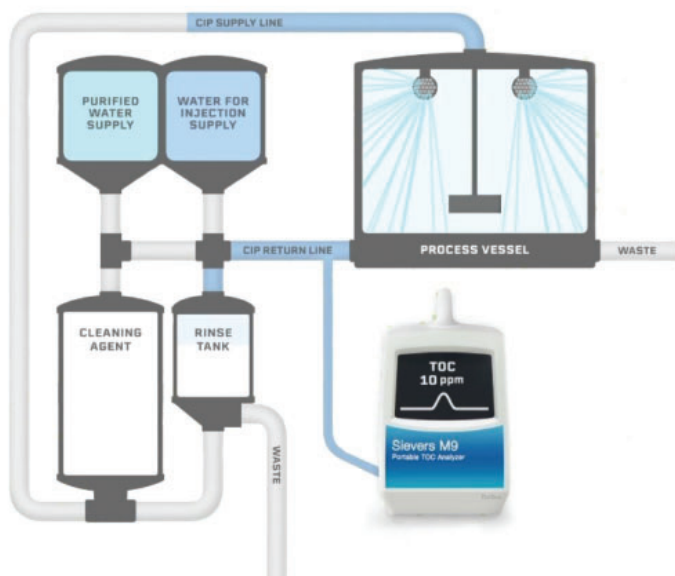 CIP SUPPLY LINE
PURIFIED
WATER
SUPPLY
WATER FOR
INJECTION
SUPPLY
CIP RETURN LINE
PROCESS VESSEL
WASTE
CLEANING
AGENT
RINSE
TANK
TOC
10 ppm
Sievers M9
Portable TOC Analyzer
WASTE